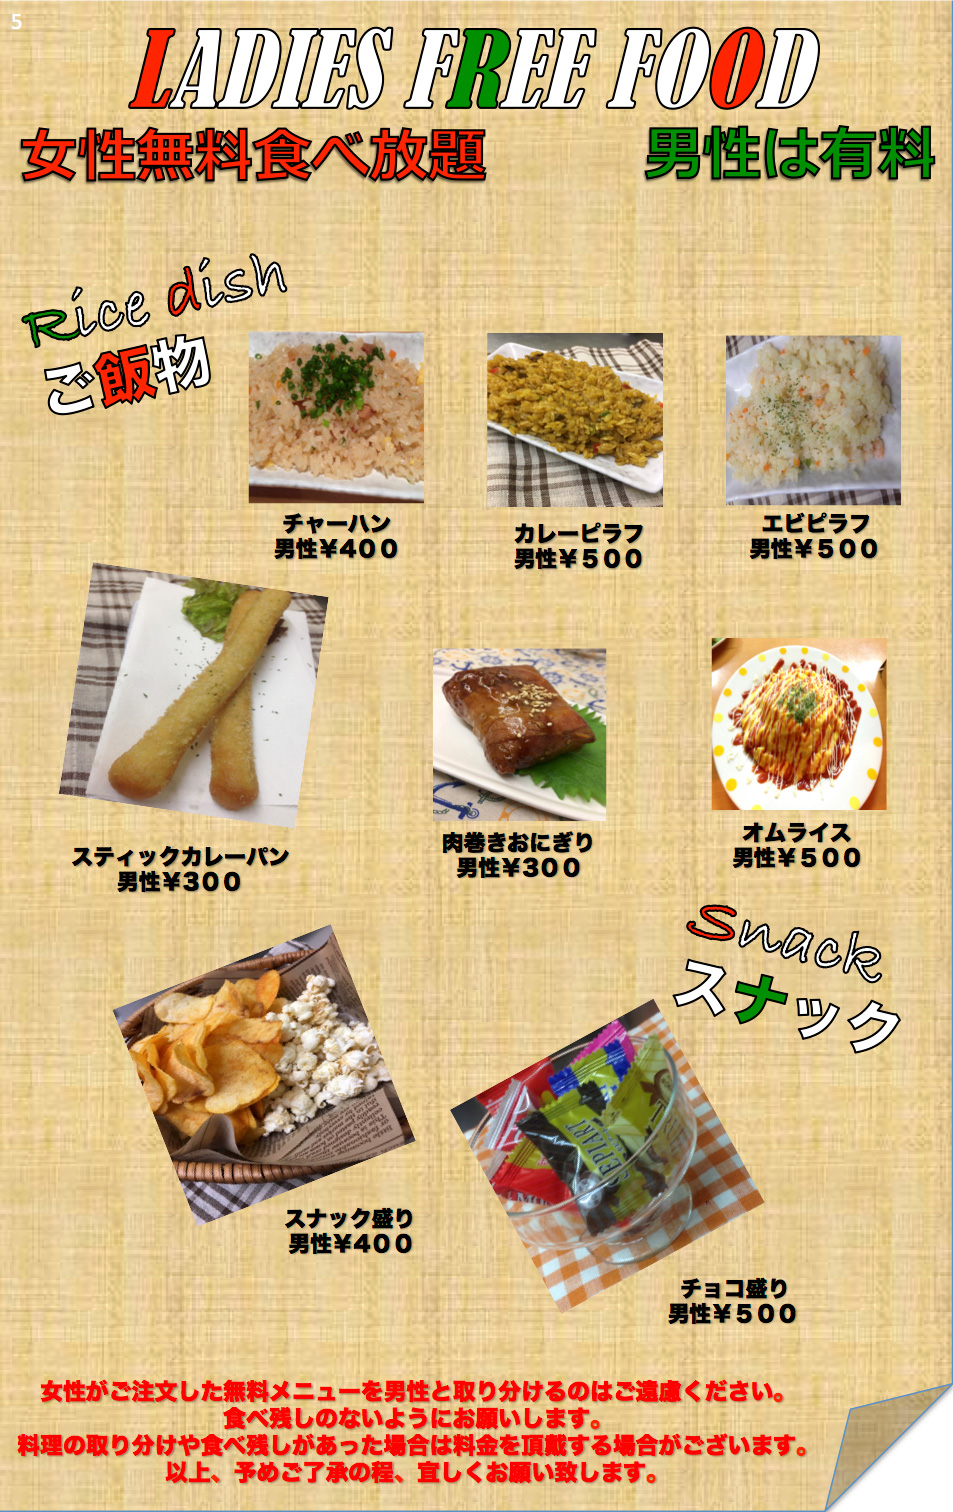 5
LADIES FREE FOOD
女性無料食べ放題
男性は有料
Rice dish
ご飯物
チャーハン
男性¥400
カレーピラフ
男性¥500
エビピラフ
男性¥500
スティックカレーパン
男性¥300
肉巻きおにぎり
男性¥300
オムライス
男性¥500
Snack
スナック
スナック盛り
男性¥400
チョコ盛り
男性¥500
女性がご注文した無料メニューを男性と取り分けるのはご遠慮ください。
食べ残しのないようにお願いします。
料理の取り分けや食べ残しがあった場合は料金を頂戴する場合がございます。
以上、予めご了承の程、宜しくお願い致します。